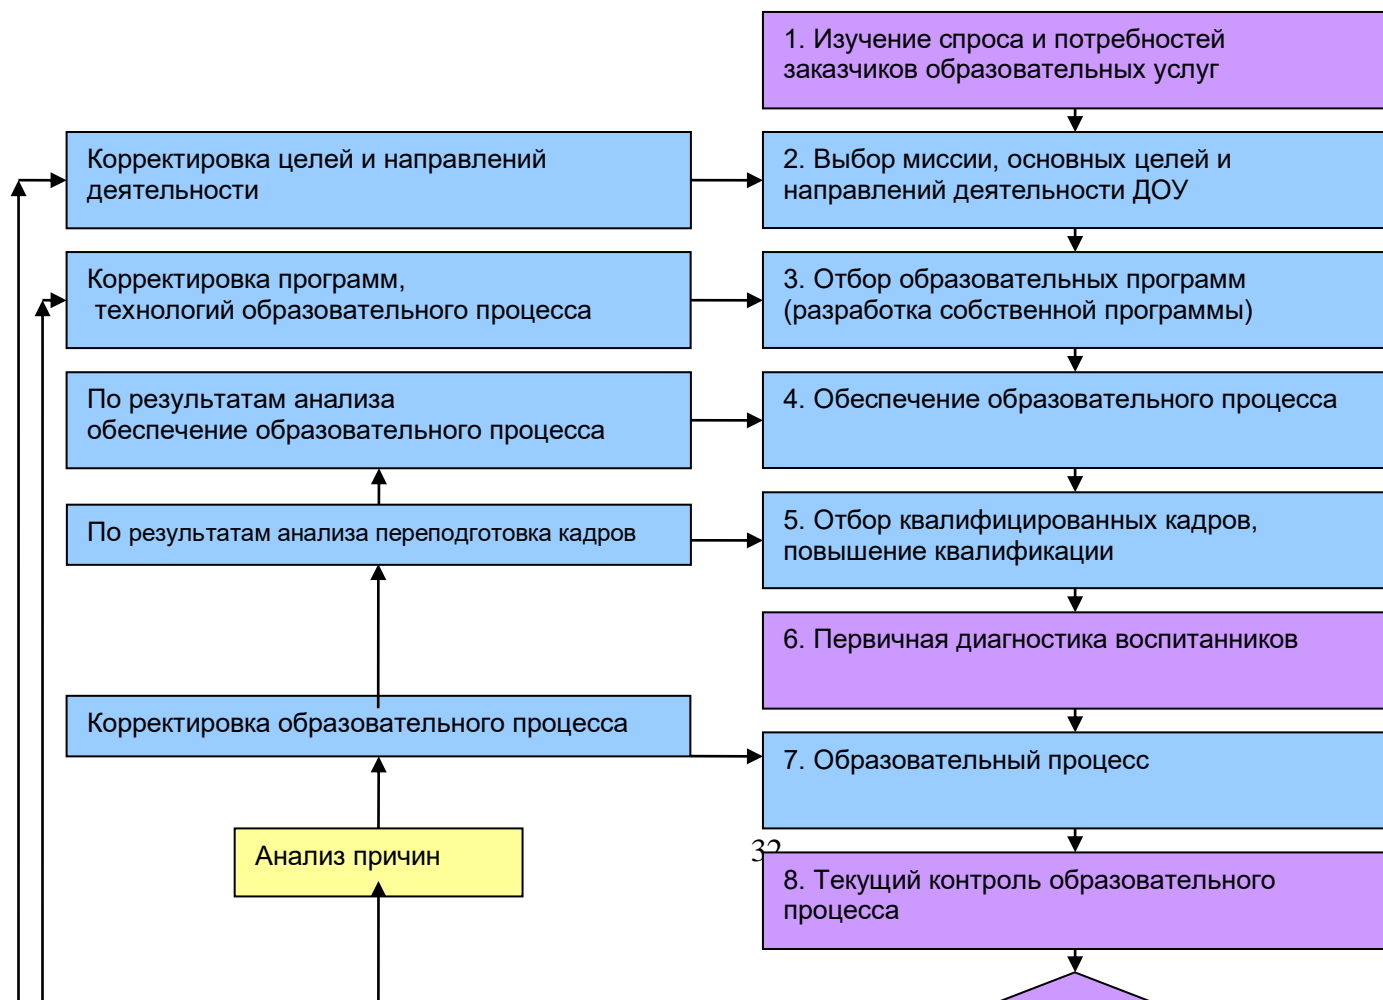 1. Изучение спроса и потребностей
заказчиков образовательных услуг
Корректировка целей и направлений
деятельности
2. Выбор миссии, основных целей и
направлений деятельности ДОУ
Корректировка программ,
технологий образовательного процесса
3. Отбор образовательных программ
(разработка собственной программы)
По результатам анализа
обеспечение образовательного процесса
4. Обеспечение образовательного процесса
По результатам анализа переподготовка кадров
5. Отбор квалифицированных кадров,
повышение квалификации
6. Первичная диагностика воспитанников
Корректировка образовательного процесса
7. Образовательный процесс
Анализ причин
32
8. Текущий контроль образовательного
процесса